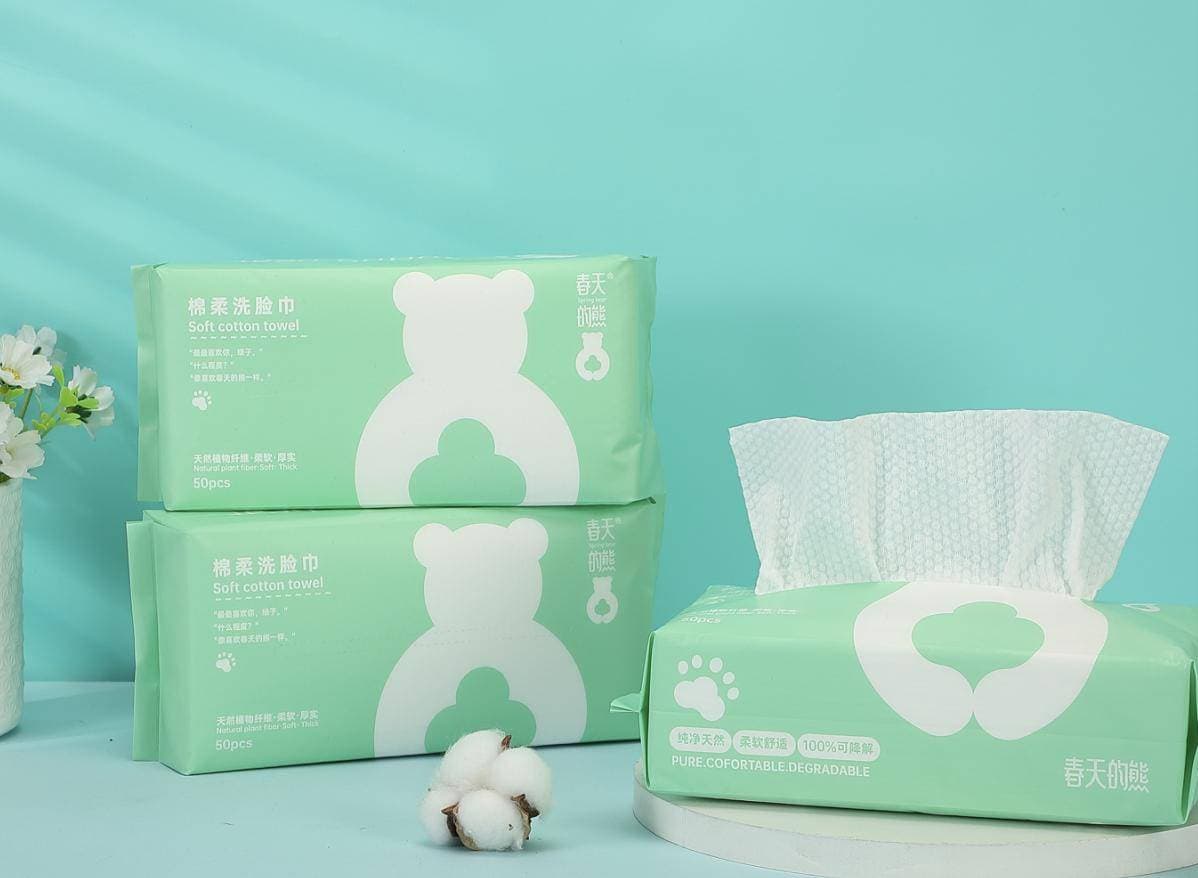 棉柔洗脸巾
Soft cotton towel
“最最喜欢你，绿子。”
“什么程度？”
“像喜欢春天的熊一样。”
天然植物纤维·柔软·厚实
Natural plant fiber·Soft· Thick
50pcs
春天
Spring bear
的熊
棉柔洗脸巾
Soft cotton towel
“最最喜欢你，绿子。”
“什么程度？”
“像喜欢春天的熊一样。”
天然植物纤维·柔软·厚实
Natural plant fiber·Soft· Thick
50pcs
春天
Spring bear
的熊
50pcs
纯净天然 柔软舒适 100%可降解
PURE.COFORTABLE.DEGRADABLE
春天的熊